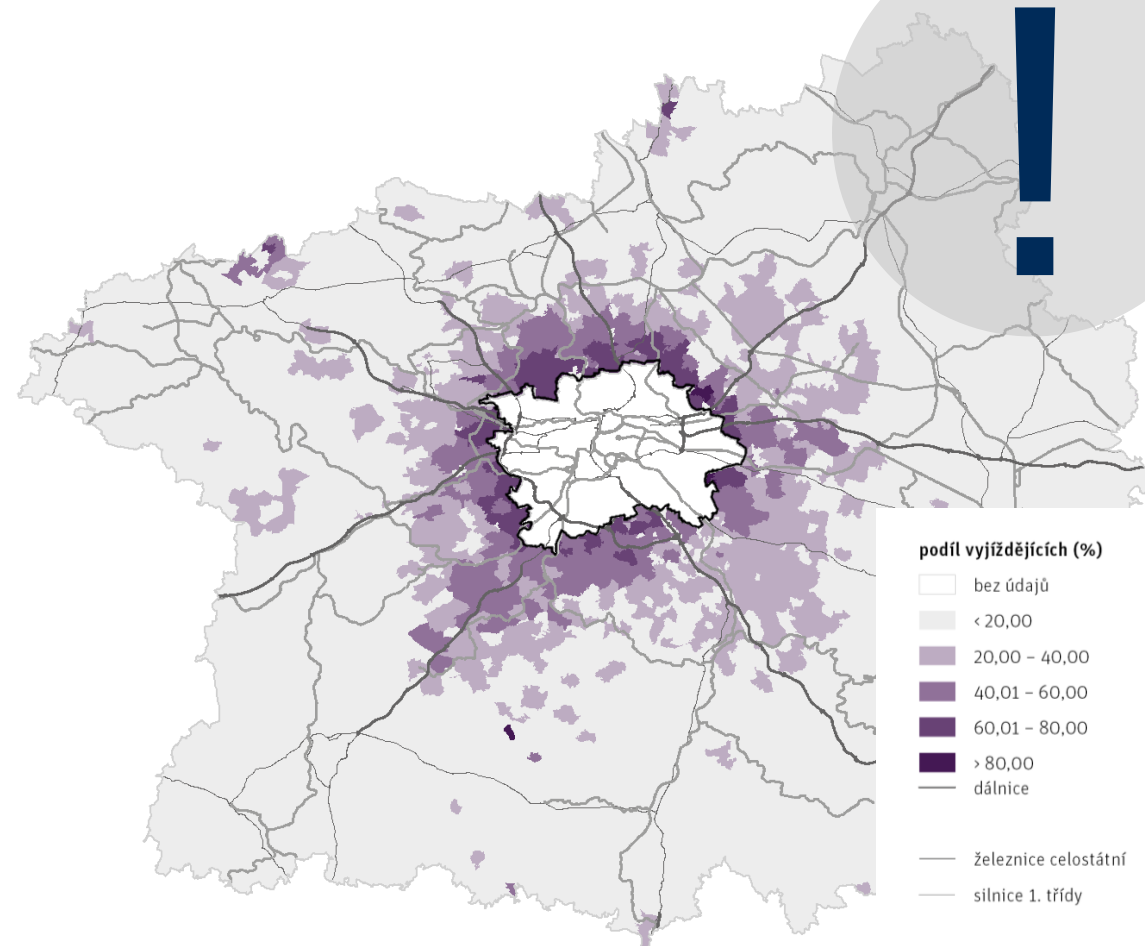 !
podíl vyjíždějících (%)
bez údajů
< 20,00
20,00 – 40,00
40,01 – 60,00
60,01 – 80,00
> 80,00
dálnice
železnice celostátní
silnice 1. třídy